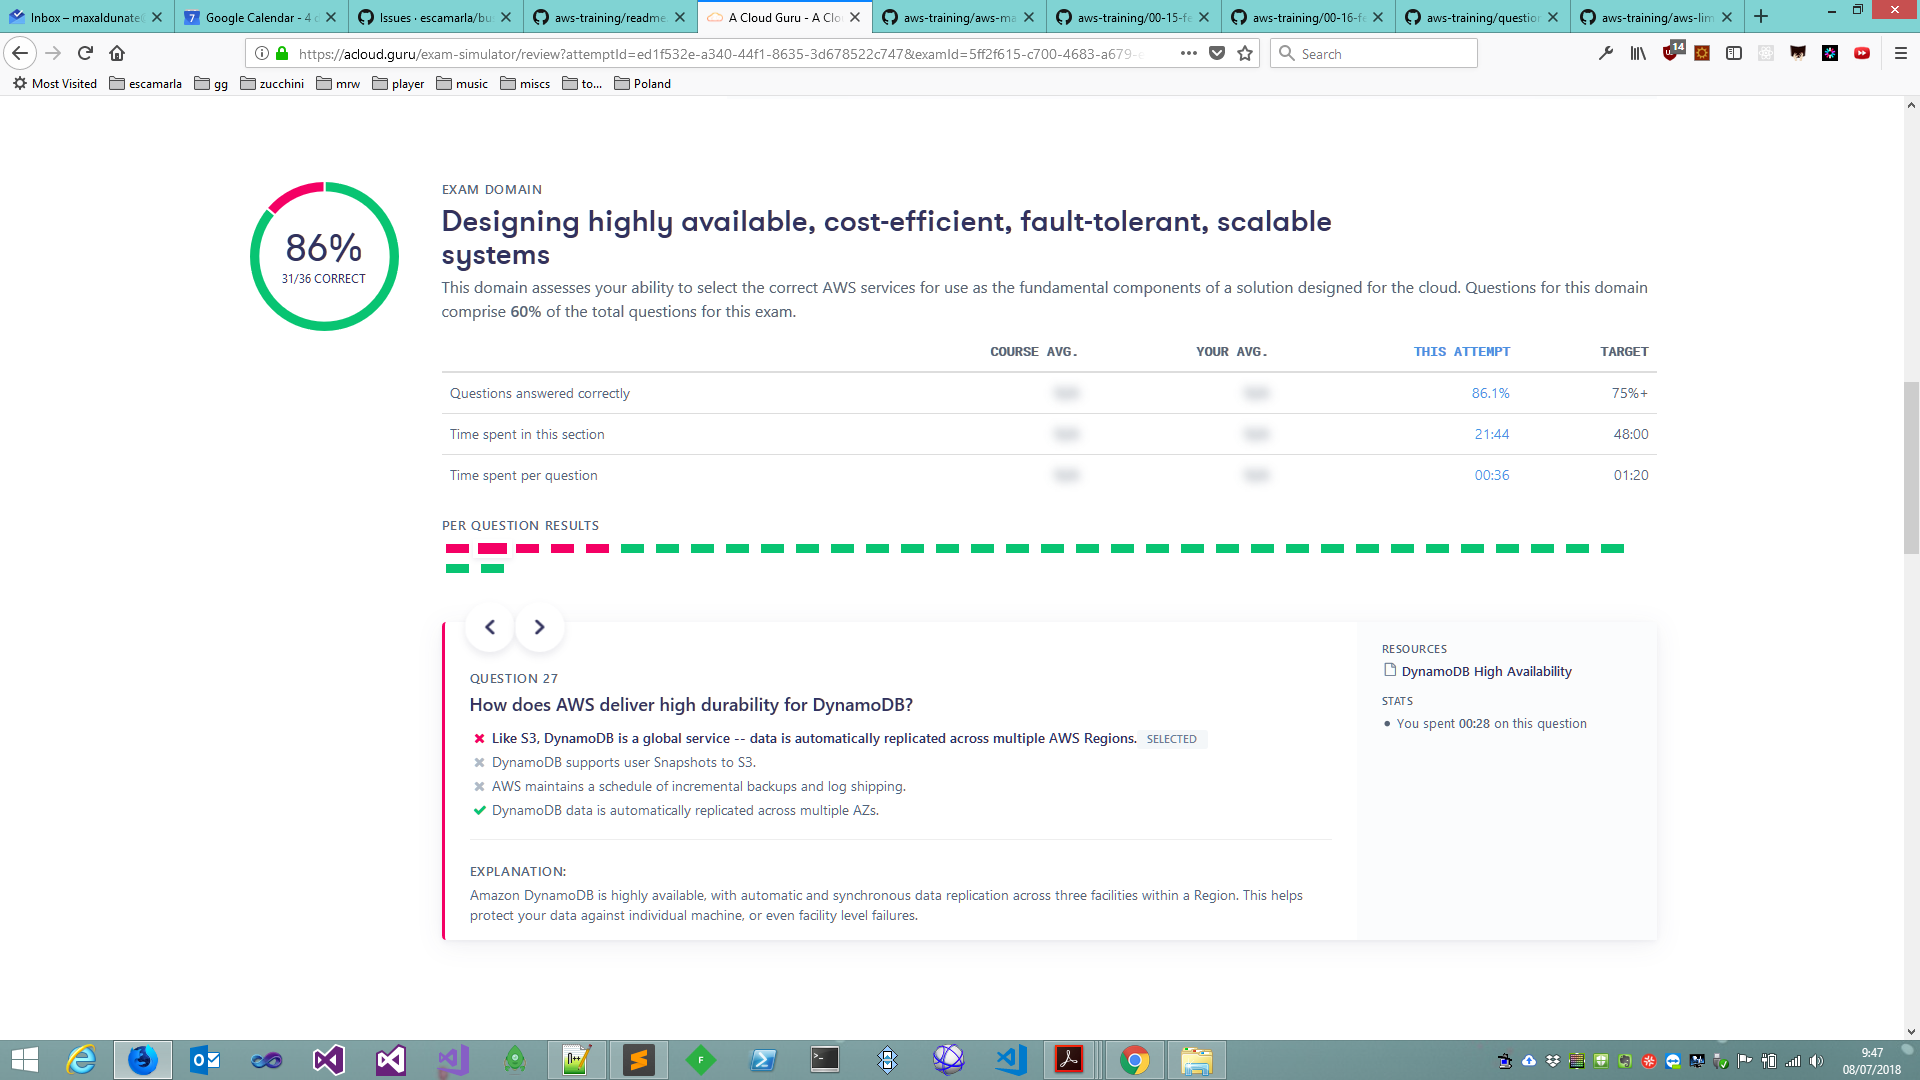 Inbox – maxaldunate
Google Calendar - 4 d
Issues · escamarla/bu
aws-training/readme.
A Cloud Guru - A Clo
aws-training/aws-ma
aws-training/00-15-fe
aws-training/00-16-fe
aws-training/question
aws-training/aws-lim
https://acloud.guru/exam-simulator/review?attemptId=ed1f532e-a340-44f1-8635-3d678522c747&examId=5ff2f615-c700-4683-a679-
Search
14
Most Visited
escamarla
gg
zucchini
mrw
player
music
miscs
to...
Poland
86%
31/36 CORRECT
EXAM DOMAIN
Designing highly available, cost-efficient, fault-tolerant, scalable
systems
This domain assesses your ability to select the correct AWS services for use as the fundamental components of a solution designed for the cloud. Questions for this domain
comprise 60% of the total questions for this exam.
COURSE AVG. YOUR AVG. THIS ATTEMPT TARGET
Questions answered correctly 86.1% 75%+
Time spent in this section 21:44 48:00
Time spent per question 00:36 01:20
PER QUESTION RESULTS
QUESTION 27
How does AWS deliver high durability for DynamoDB?
Like S3, DynamoDB is a global service -- data is automatically replicated across multiple AWS Regions. SELECTED
DynamoDB supports user Snapshots to S3.
AWS maintains a schedule of incremental backups and log shipping.
DynamoDB data is automatically replicated across multiple AZs.
EXPLANATION:
Amazon DynamoDB is highly available, with automatic and synchronous data replication across three facilities within a Region. This helps
protect your data against individual machine, or even facility level failures.
RESOURCES
DynamoDB High Availability
STATS
• You spent 00:28 on this question
9:47
08/07/2018